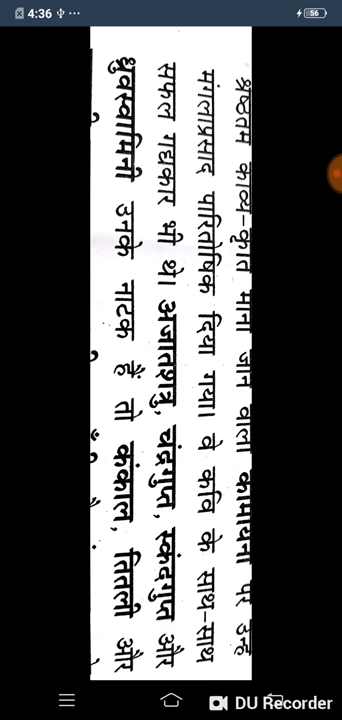 4:36
56
श्रेष्ठतम काव्य-कृति माना जाने वाली कामायनी पर उन्हें
मंगलाप्रसाद पारितोषिक दिया गया। वे कवि के साथ-साथ
सफल गद्यकार भी थे। अजातशत्रु, चंद्रगुप्त, स्कंदगुप्त और
ध्रुवस्वामिनी उनके नाटक हैं तो कंकाल, तितली और
DU Recorder